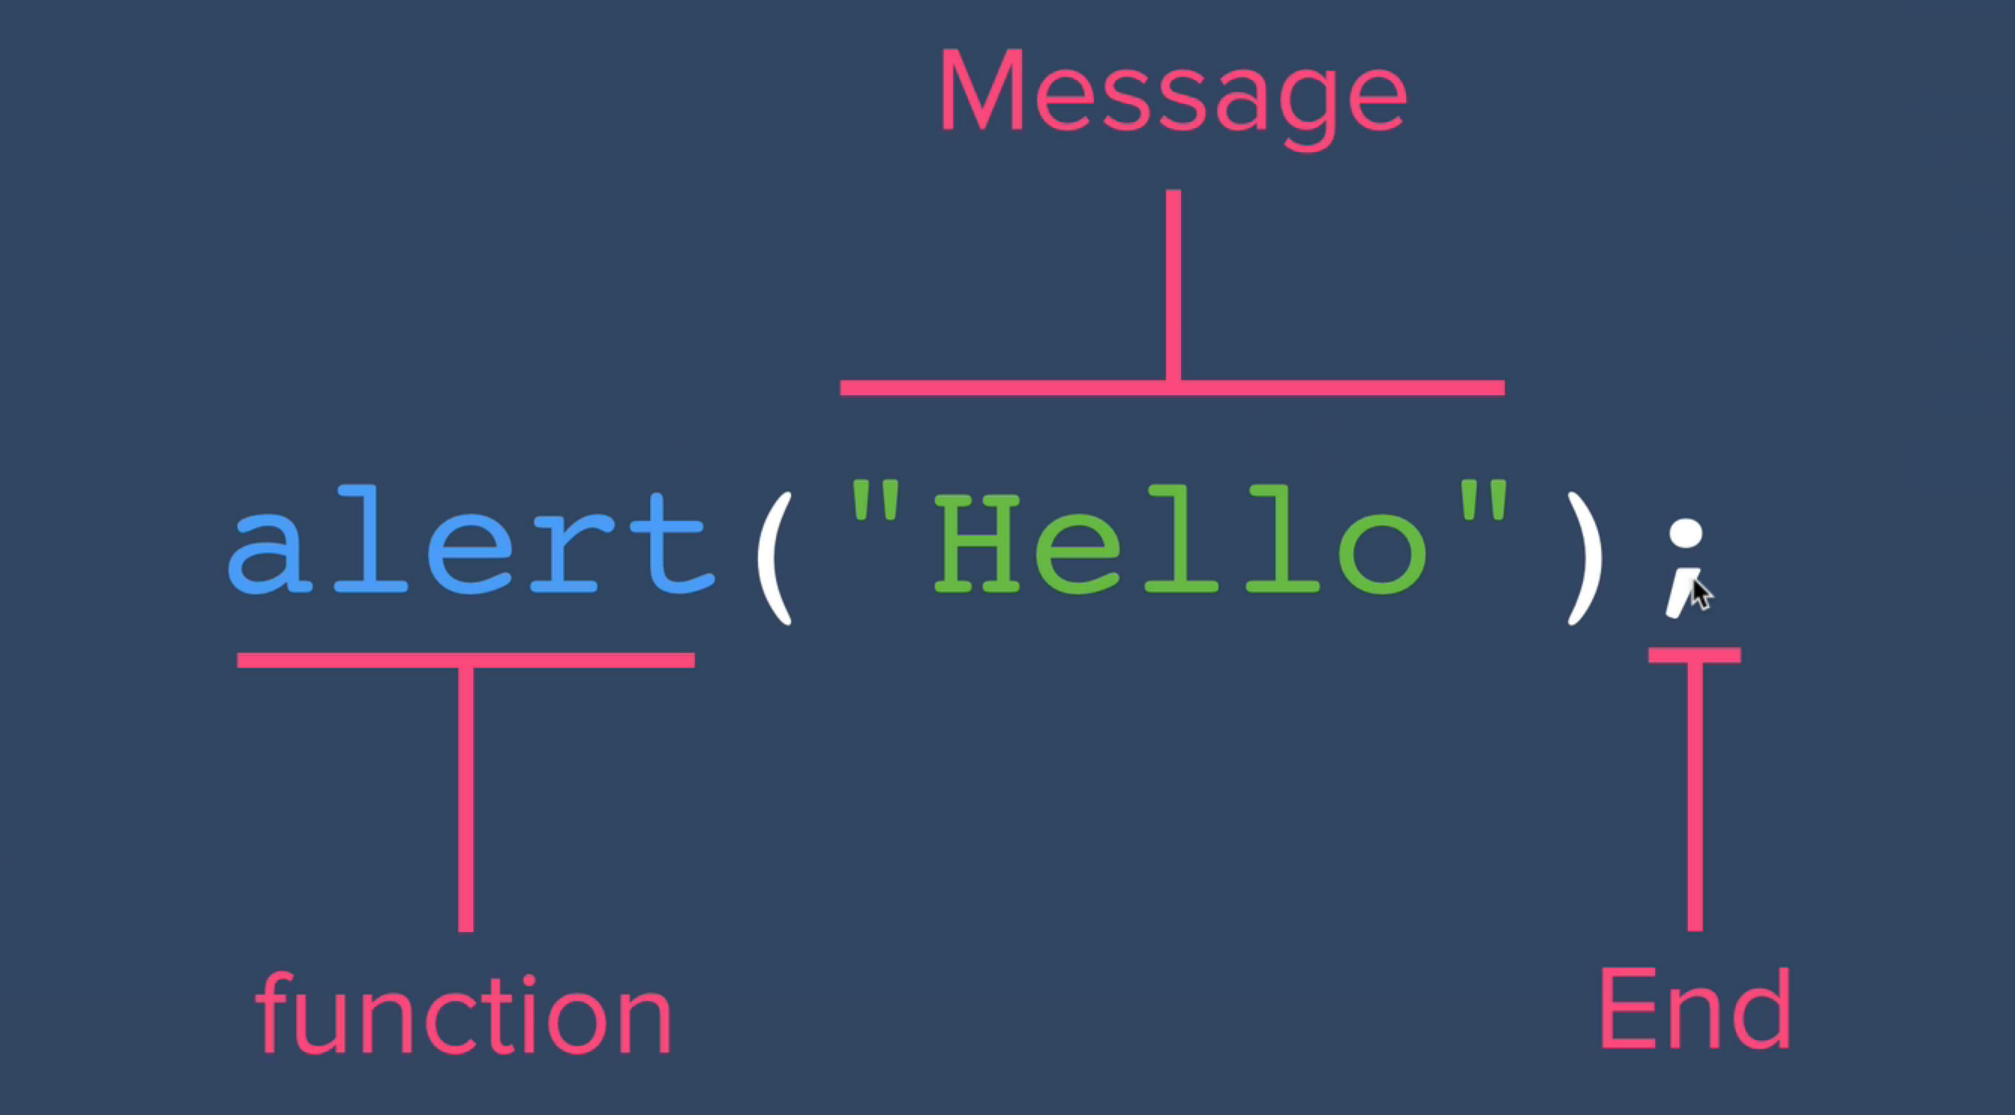 Message
alert("Hello");
function
End